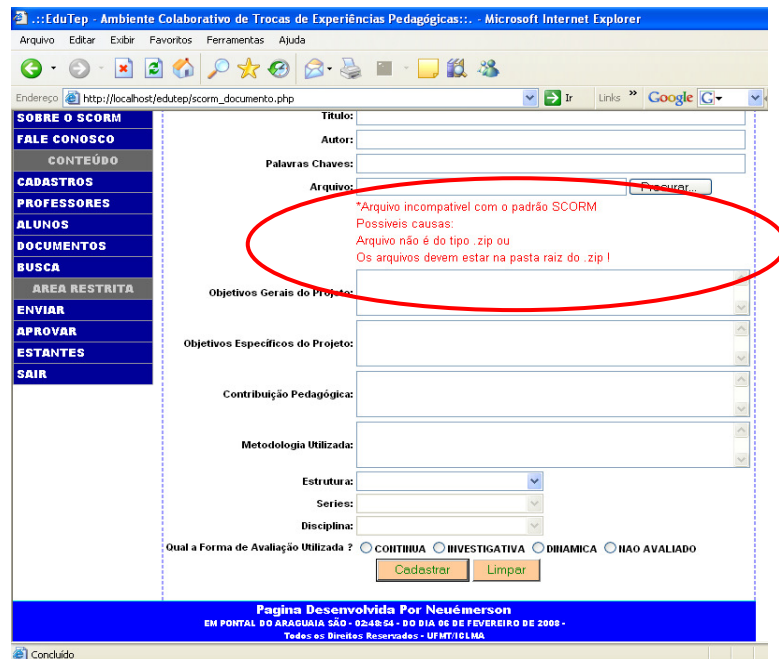 .::EduTep - Ambiente Colaborativo de Trocas de Experiências Pedagógicas::. - Microsoft Internet Explorer
Arquivo Editar Exibir Favoritos Ferramentas Ajuda
Endereço http://localhost/edutep/scorm_documento.php Ir Links » Google G
SOBRE O SCORM
FALE CONOSCO
CONTEÚDO
CADASTROS
PROFESSORES
ALUNOS
DOCUMENTOS
BUSCA
AREA RESTRITA
ENVIAR
APROVAR
ESTANTES
SAIR
Titulo:
Autor:
Palavras Chaves:
Arquivo: Procurar...
*Arquivo incompativel com o padrão SCORM
Possiveis causas:
Arquivo não é do tipo .zip ou
Os arquivos devem estar na pasta raiz do .zip !
Objetivos Gerais do Projeto:
Objetivos Específicos do Projeto:
Contribuição Pedagógica:
Metodologia Utilizada:
Estrutura:
Series:
Disciplina:
Qual a Forma de Avaliação Utilizada ? CONTINUA INVESTIGATIVA DINAMICA NAO AVALIADO
Cadastrar Limpar
Pagina Desenvolvida Por Neuémerson
EM PONTAL DO ARAGUAIA SÃO - 02:48:54 - DO DIA 06 DE FEVEREIRO DE 2008 -
Todos os Direitos Reservados - UFMT/ICLMA
Concluído